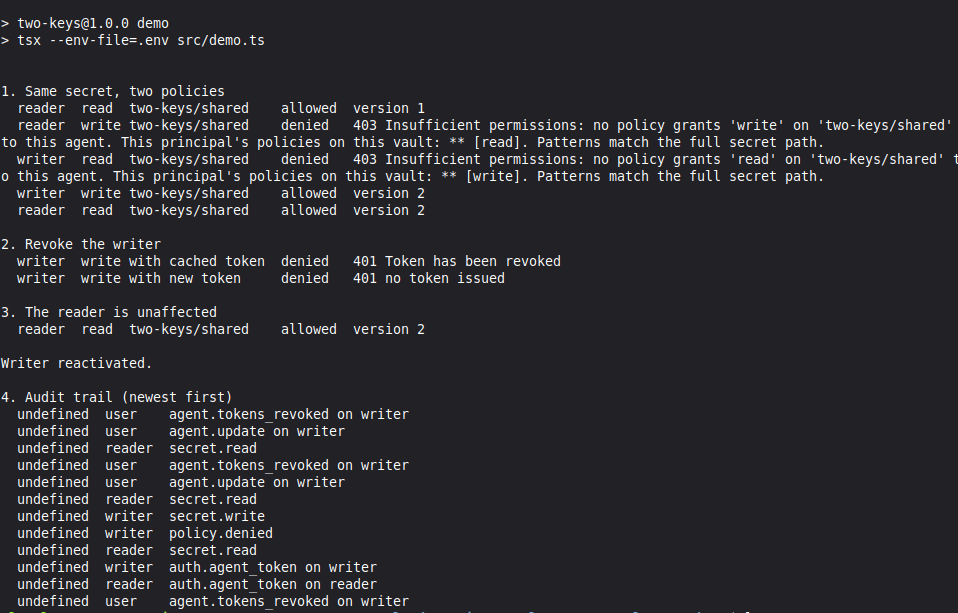 > two-keys@1.0.0 demo
> tsx --env-file=.env src/demo.ts
1. Same secret, two policies
reader  read  two-keys/shared    allowed  version 1
reader  write two-keys/shared    denied   403 Insufficient permissions: no policy grants 'write' on 'two-keys/shared'
to this agent. This principal's policies on this vault: ** [read]. Patterns match the full secret path.
writer  read  two-keys/shared    denied   403 Insufficient permissions: no policy grants 'read' on 'two-keys/shared' t
o this agent. This principal's policies on this vault: ** [write]. Patterns match the full secret path.
writer  write two-keys/shared    allowed  version 2
reader  read  two-keys/shared    allowed  version 2
2. Revoke the writer
writer  write with cached token  denied   401 Token has been revoked
writer  write with new token     denied   401 no token issued
3. The reader is unaffected
reader  read  two-keys/shared    allowed  version 2
Writer reactivated.
4. Audit trail (newest first)
undefined  user    agent.tokens_revoked on writer
undefined  user    agent.update on writer
undefined  reader  secret.read
undefined  user    agent.tokens_revoked on writer
undefined  user    agent.update on writer
undefined  reader  secret.read
undefined  writer  secret.write
undefined  writer  policy.denied
undefined  reader  secret.read
undefined  writer  auth.agent_token on writer
undefined  reader  auth.agent_token on reader
undefined  user    agent.tokens_revoked on writer